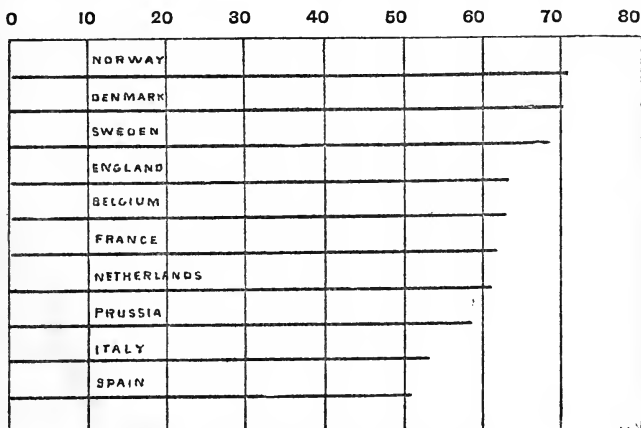 0 10 20 30 40 50 60 70 80
NORWAY
DENMARK
SWEDEN
ENGLAND
BELGIUM
FRANCE
NETHERLANDS
PRUSSIA
ITALY
SPAIN